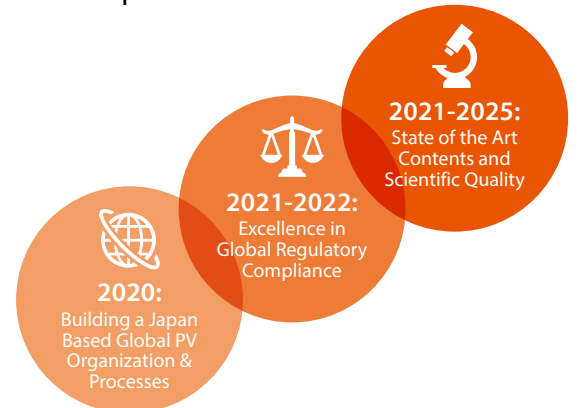 2021-2025:
State of the Art
Contents and
Scientific Quality
2021-2022:
Excellence in
Global Regulatory
Compliance
2020:
Building a Japan
Based Global PV
Organization &
Processes